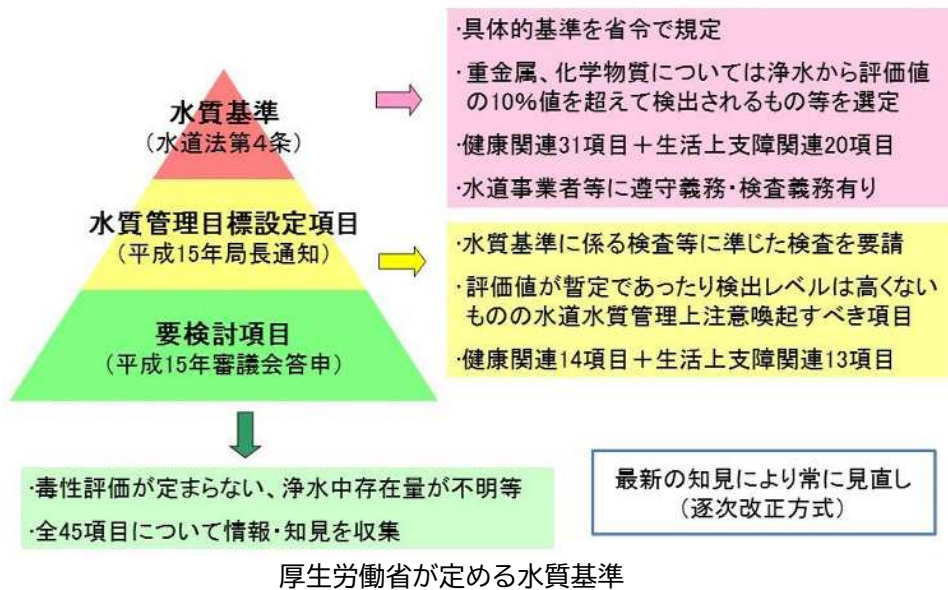 水質基準
(水道法第4条)
･具体的基準を省令で規定
･重金属、化学物質については浄水から評価値
の10%値を超えて検出されるもの等を選定
･健康関連31項目＋生活上支障関連20項目
･水道事業者等に遵守義務・検査義務有り
水質管理目標設定項目
(平成15年局長通知)
･水質基準に係る検査等に準じた検査を要請
･評価値が暫定であったり検出レベルは高くない
ものの水道水質管理上注意喚起すべき項目
･健康関連14項目＋生活上支障関連13項目
要検討項目
(平成15年審議会答申)
･毒性評価が定まらない、浄水中存在量が不明等
･全45項目について情報・知見を収集
最新の知見により常に見直し
(逐次改正方式)
厚生労働省が定める水質基準